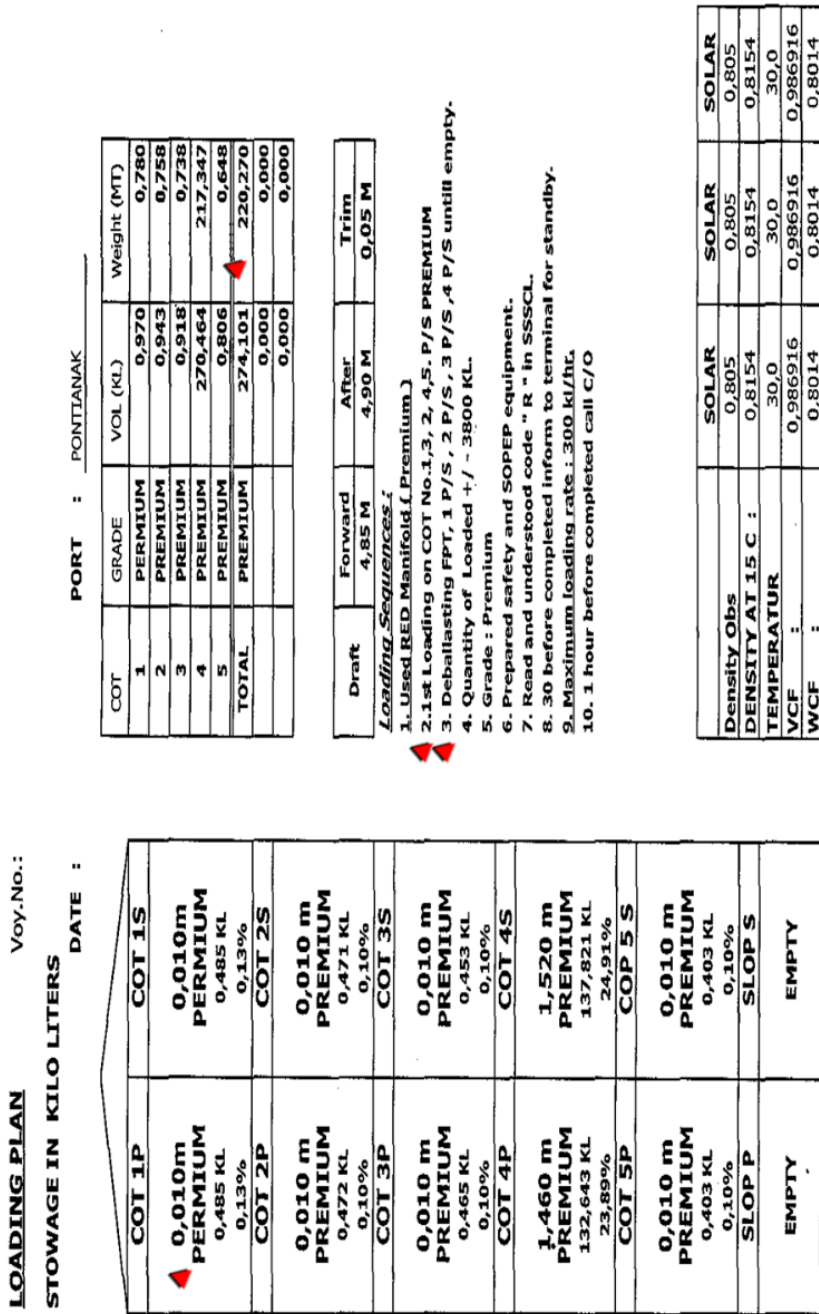 LOADING PLAN Voy.No.:
STOWAGE IN KILO LITERS
DATE :
COT 1P COT 1S
0,010m 0,010m
PERMIUM PERMIUM
0,485 KL 0,485 KL
0,13% 0,13%
COT 2P COT 2S
0,010 m 0,010 m
PREMIUM PREMIUM
0,472 KL 0,471 KL
0,10% 0,10%
COT 3P COT 3S
0,010 m 0,010 m
PREMIUM PREMIUM
0,465 KL 0,453 KL
0,10% 0,10%
COT 4P COT 4S
1,460 m 1,520 m
PREMIUM PREMIUM
132,643 KL 137,821 KL
23,89% 24,91%
COT 5P COP 5 S
0,010 m 0,010 m
PREMIUM PREMIUM
0,403 KL 0,403 KL
0,10% 0,10%
SLOP P SLOP S
EMPTY EMPTY
PORT : PONTIANAK
COT GRADE VOL (KL) Weight (MT)
1 PERMIUM 0,970 0,780
2 PREMIUM 0,943 0,758
3 PREMIUM 0,918 0,738
4 PREMIUM 270,464 217,347
5 PREMIUM 0,806 0,648
TOTAL PREMIUM 274,101 220,270
0,000 0,000
0,000 0,000
Draft Forward After Trim
4,85 M 4,90 M 0,05 M
Loading Sequences :
1. Used RED Manifold ( Premium )
2.1st Loading on COT No.1,3, 2, 4,5. P/S PREMIUM
3. Deballasting FPT, 1 P/S , 2 P/S , 3 P/S ,4 P/S untill empty.
4. Quantity of Loaded +/ - 3800 KL.
5. Grade : Premium
6. Prepared safety and SOPEP equipment.
7. Read and understood code " R " in SSSCL.
8. 30 before completed inform to terminal for standby.
9. Maximum loading rate : 300 kl/hr.
10. 1 hour before completed call C/O
SOLAR SOLAR SOLAR
Density Obs 0,805 0,805 0,805
DENSITY AT 15 C : 0,8154 0,8154 0,8154
TEMPERATUR 30,0 30,0 30,0
VCF : 0,986916 0,986916 0,986916
WCF : 0,8014 0,8014 0,8014